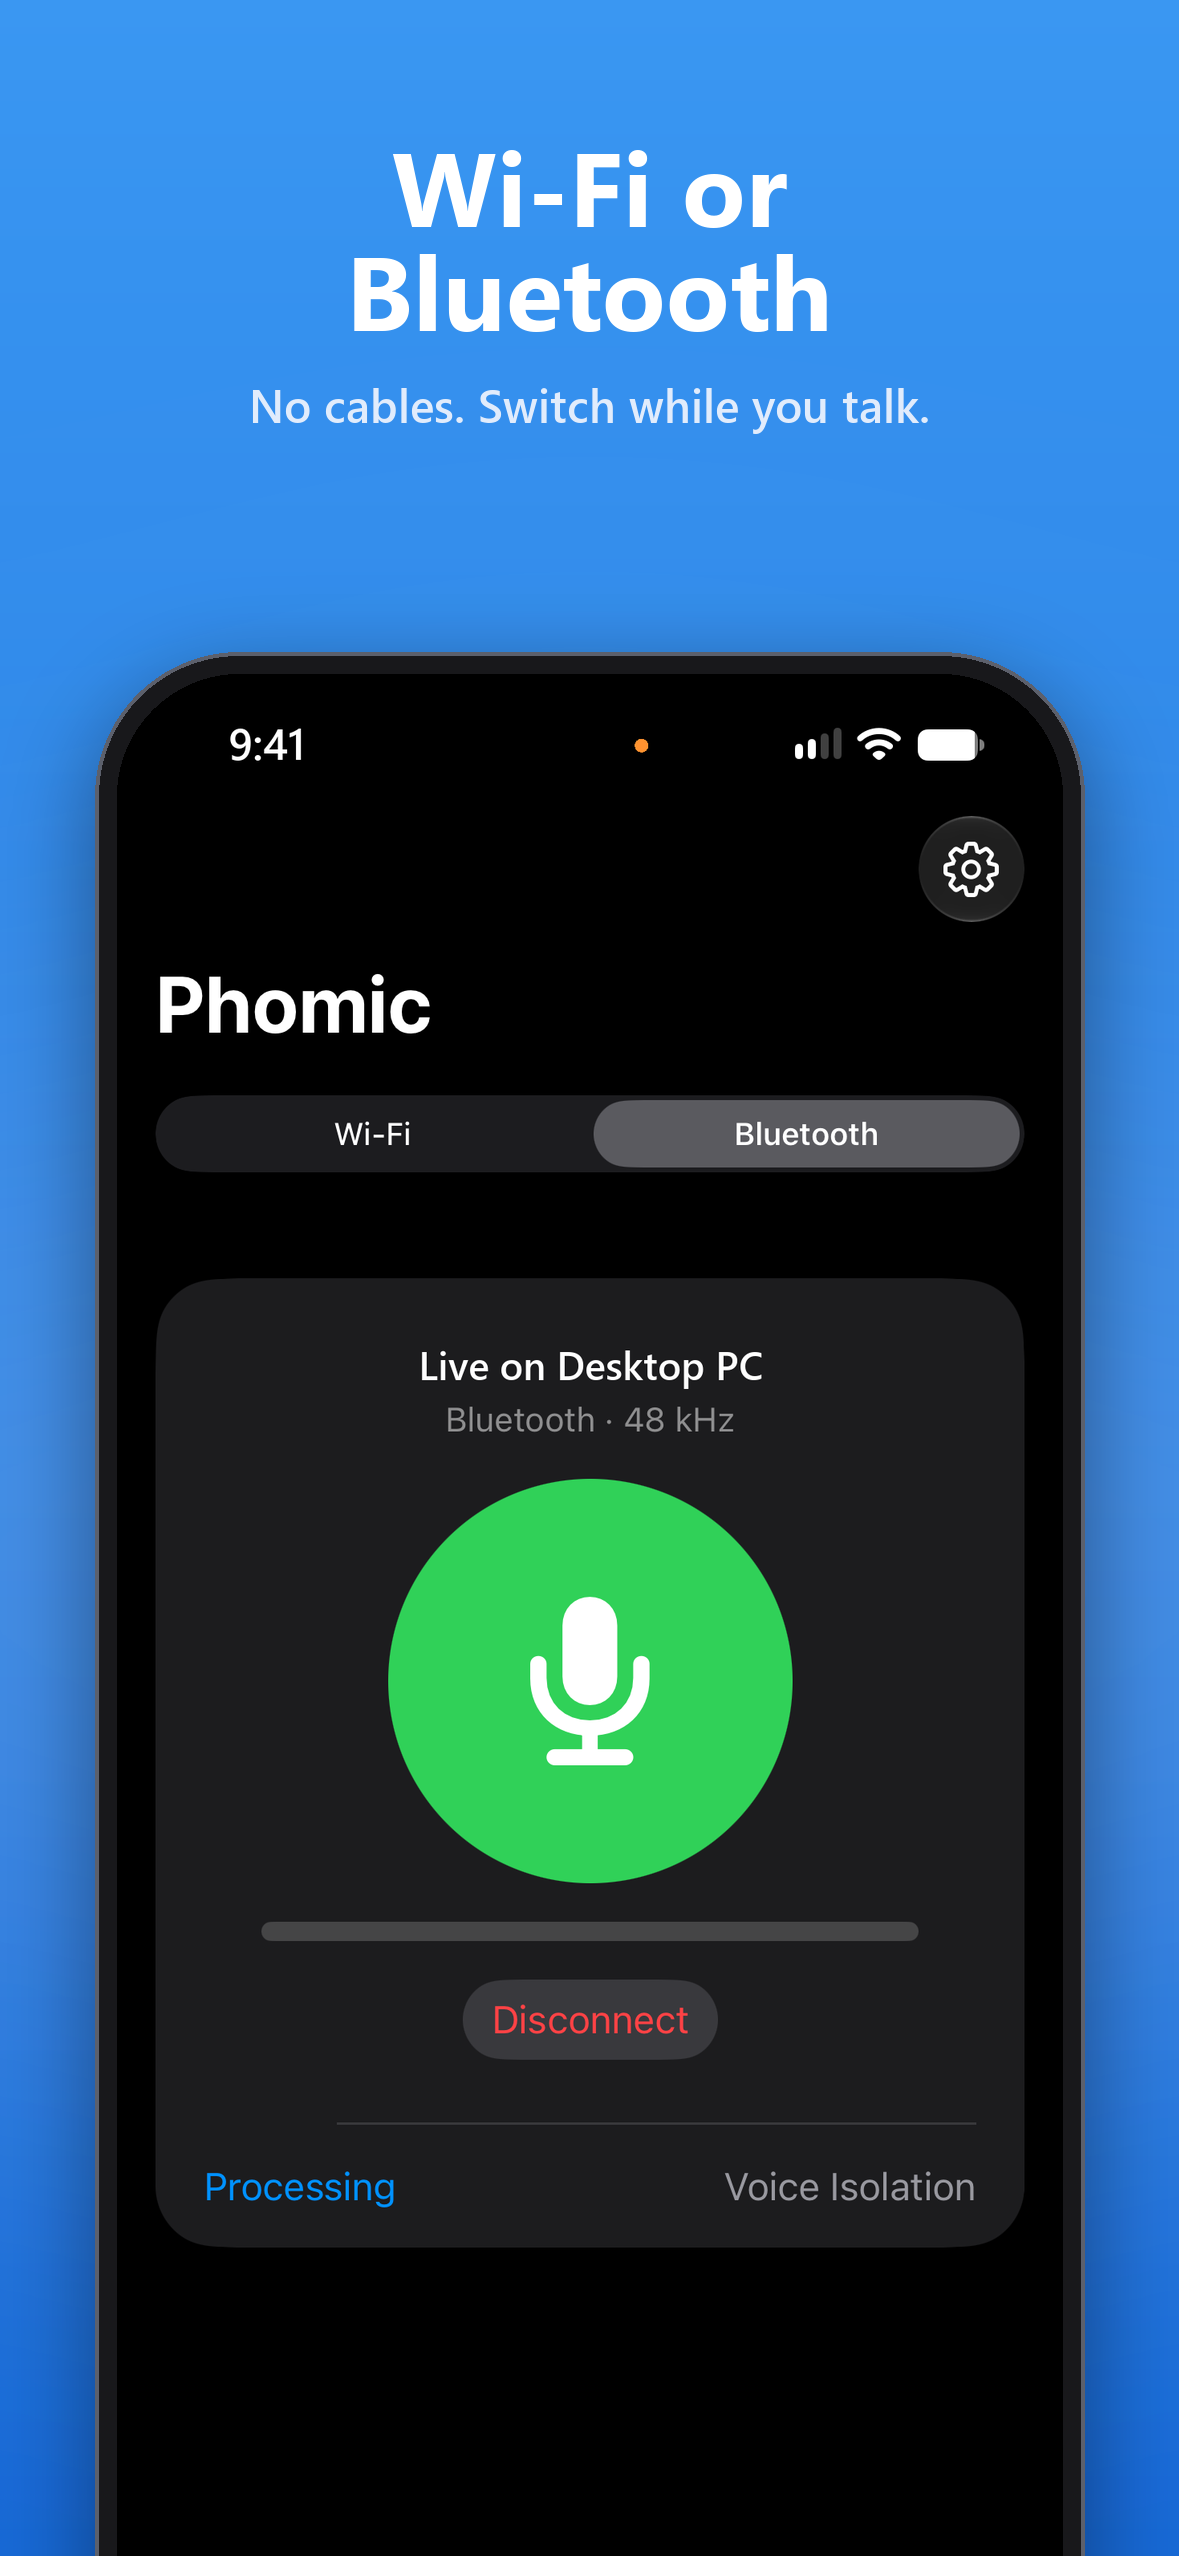 Wi-Fi or
Bluetooth
No cables. Switch while you talk.
9:41
Phomic
Wi-Fi
Bluetooth
Live on Desktop PC
Bluetooth · 48 kHz
Disconnect
Processing
Voice Isolation